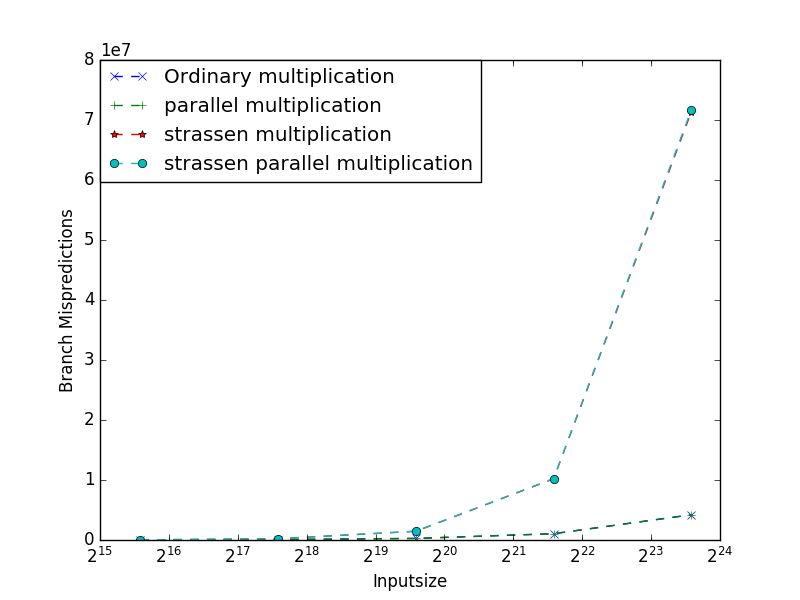 1e7
8
7
6
5
4
3
2
1
0
Branch Mispredictions
Ordinary multiplication
parallel multiplication
strassen multiplication
strassen parallel multiplication
2^15 2^16 2^17 2^18 2^19 2^20 2^21 2^22 2^23 2^24
Inputsize